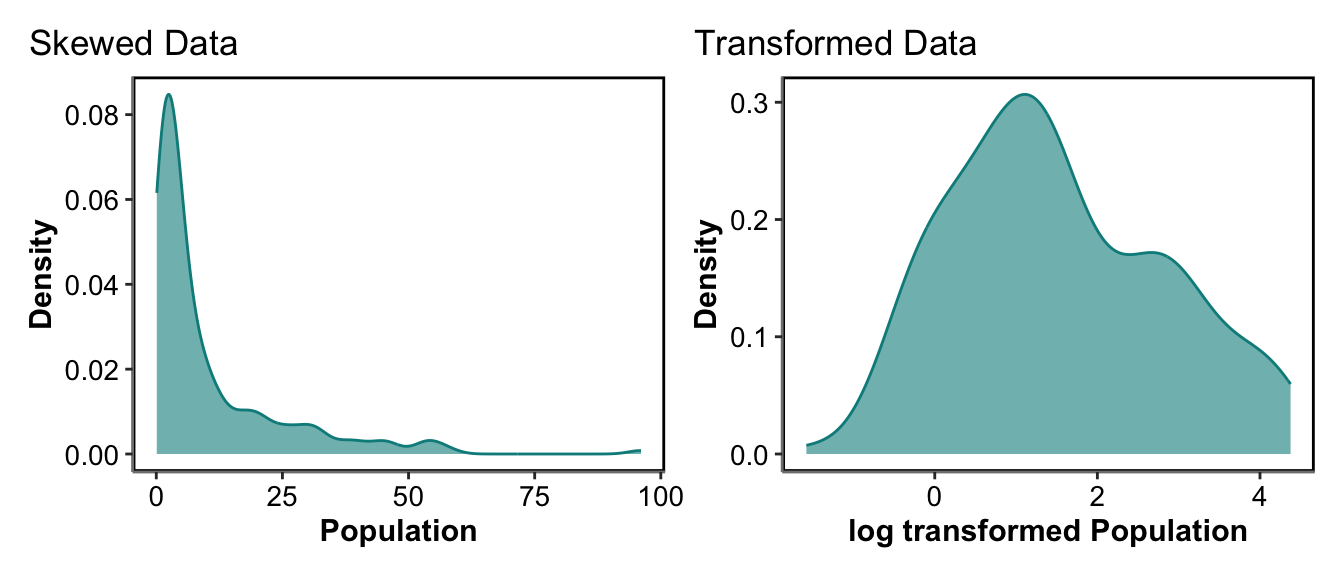 Skewed Data
Density
0.08
0.06
0.04
0.02
0.00
0 25 50 75 100
Population
Transformed Data
Density
0.3
0.2
0.1
0.0
0 2 4
log transformed Population